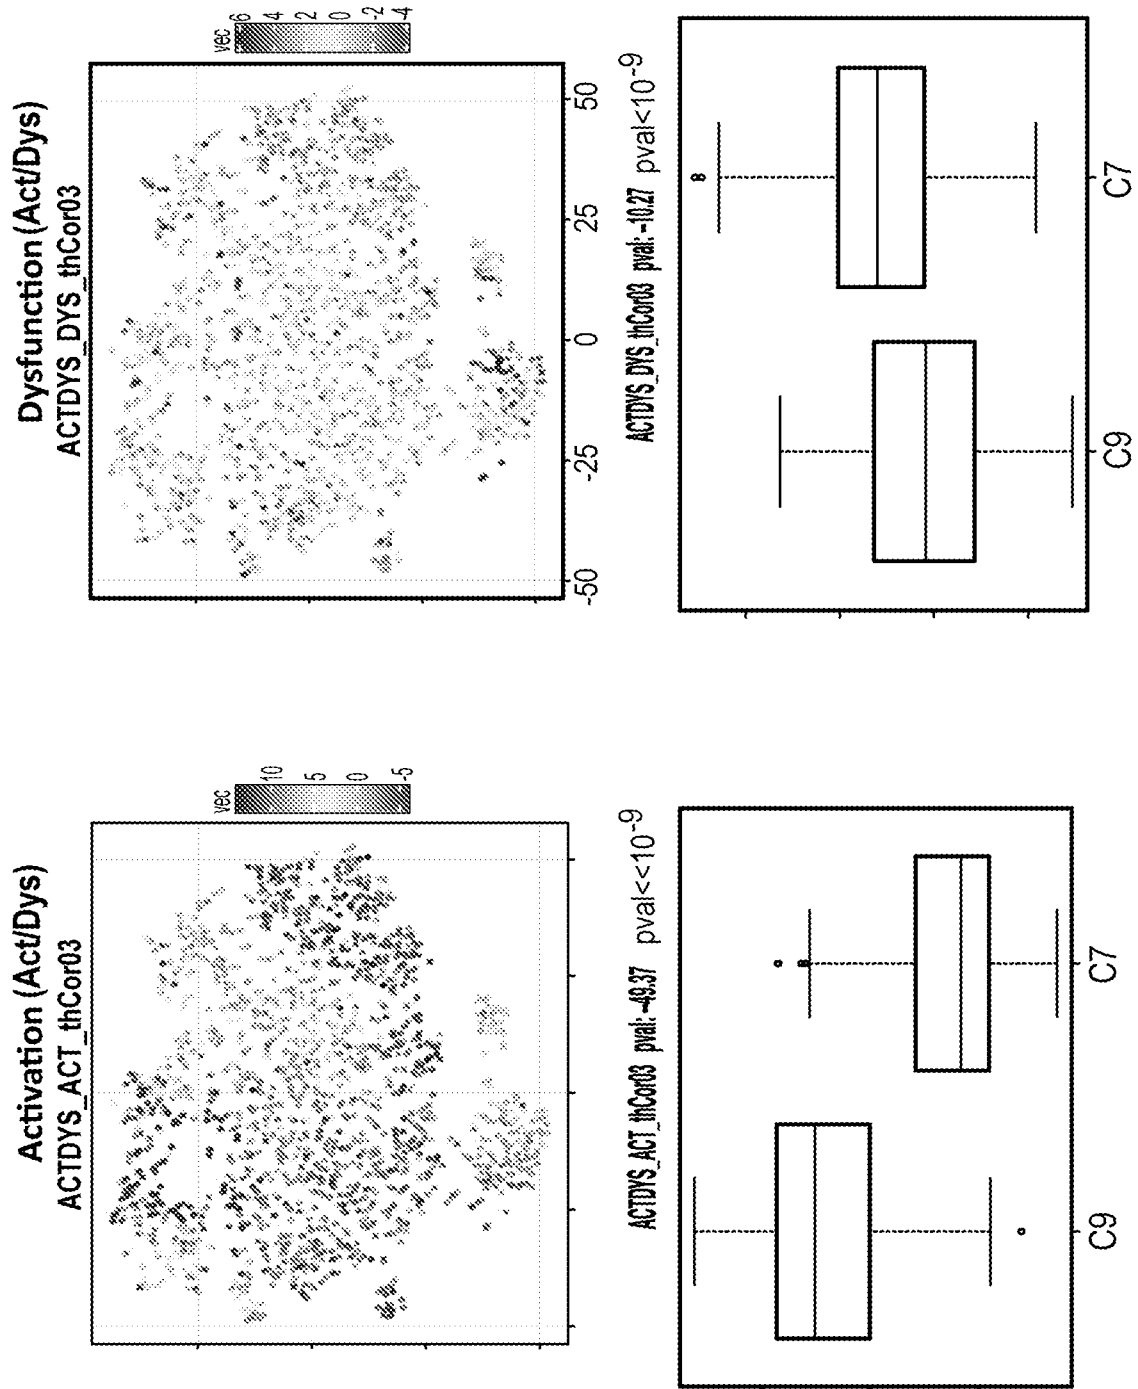 Dysfunction (Act/Dys)
ACTDYS_DYS_thCor03
vec
6
4
2
0
-2
-4
-50
-25
0
25
50
ACTDYS_DYS_thCor03 pval: -10.27 pval<10-9
C9
C7
Activation (Act/Dys)
ACTDYS_ACT_thCor03
vec
10
5
0
-5
ACTDYS_ACT_thCor03 pval: -49.37 pval<<10-9
C9
C7